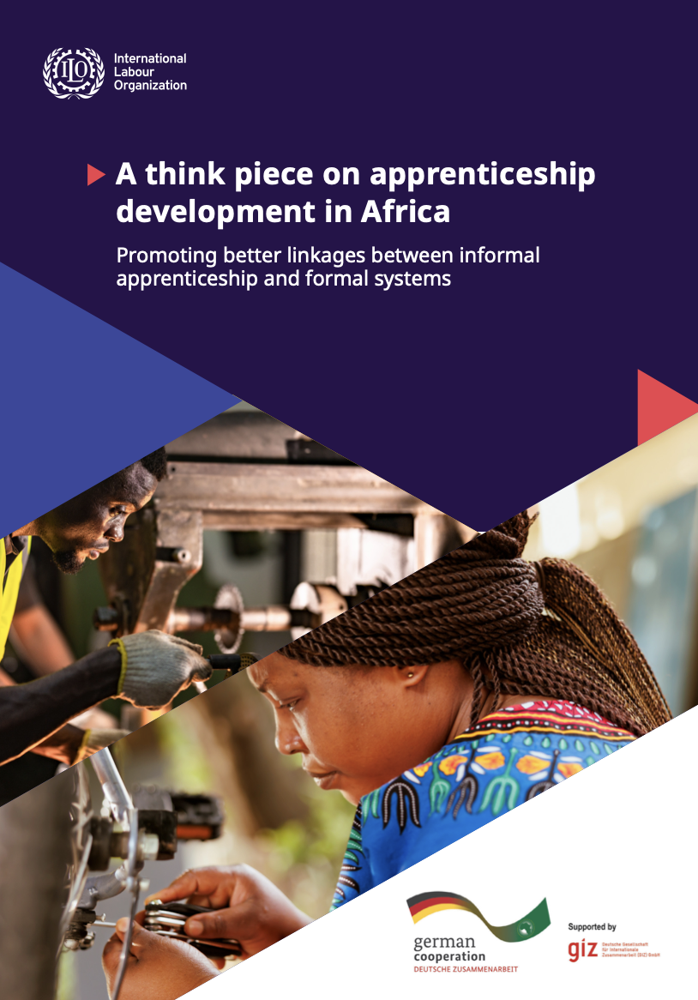 ILO
International
Labour
Organization
A think piece on apprenticeship
development in Africa
Promoting better linkages between informal
apprenticeship and formal systems
german
cooperation
DEUTSCHE ZUSAMMENARBEIT
Supported by
giz
Deutsche Gesellschaft
für Internationale
Zusammenarbeit (GIZ) GmbH